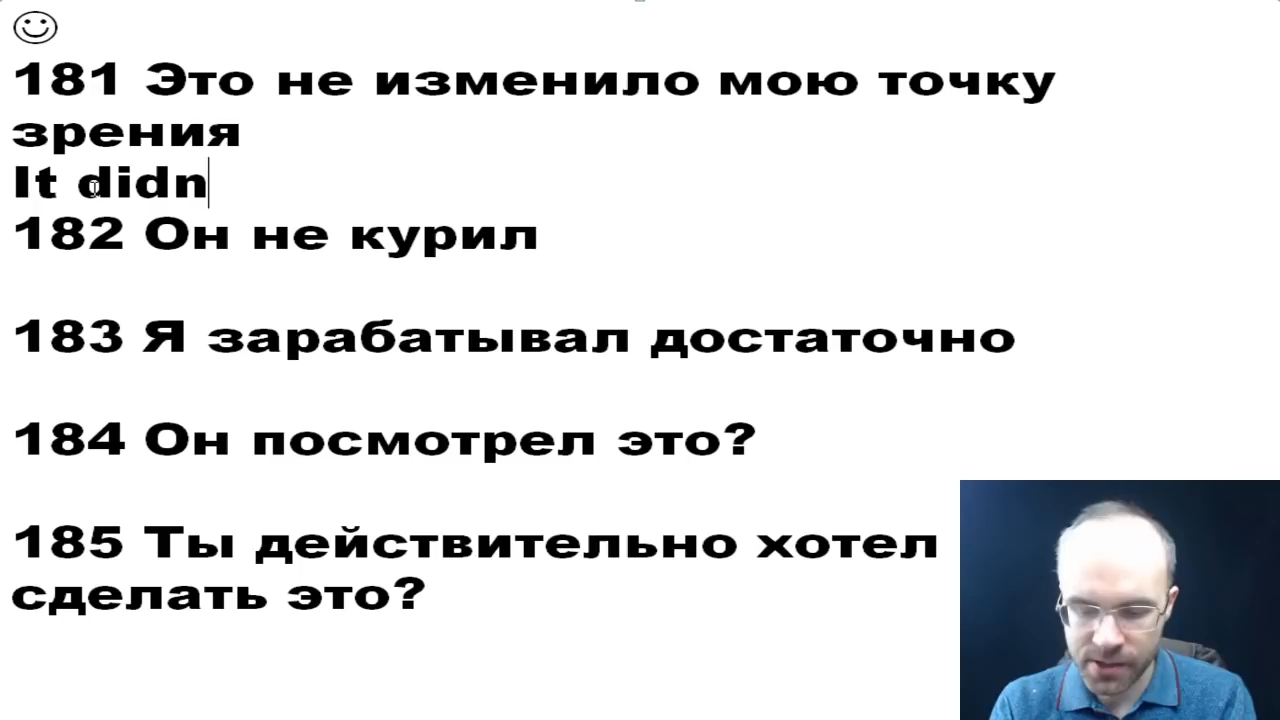 181 Это не изменило мою точку
зрения
It didn
182 Он не курил
183 Я зарабатывал достаточно
184 Он посмотрел это?
185 Ты действительно хотел
сделать это?